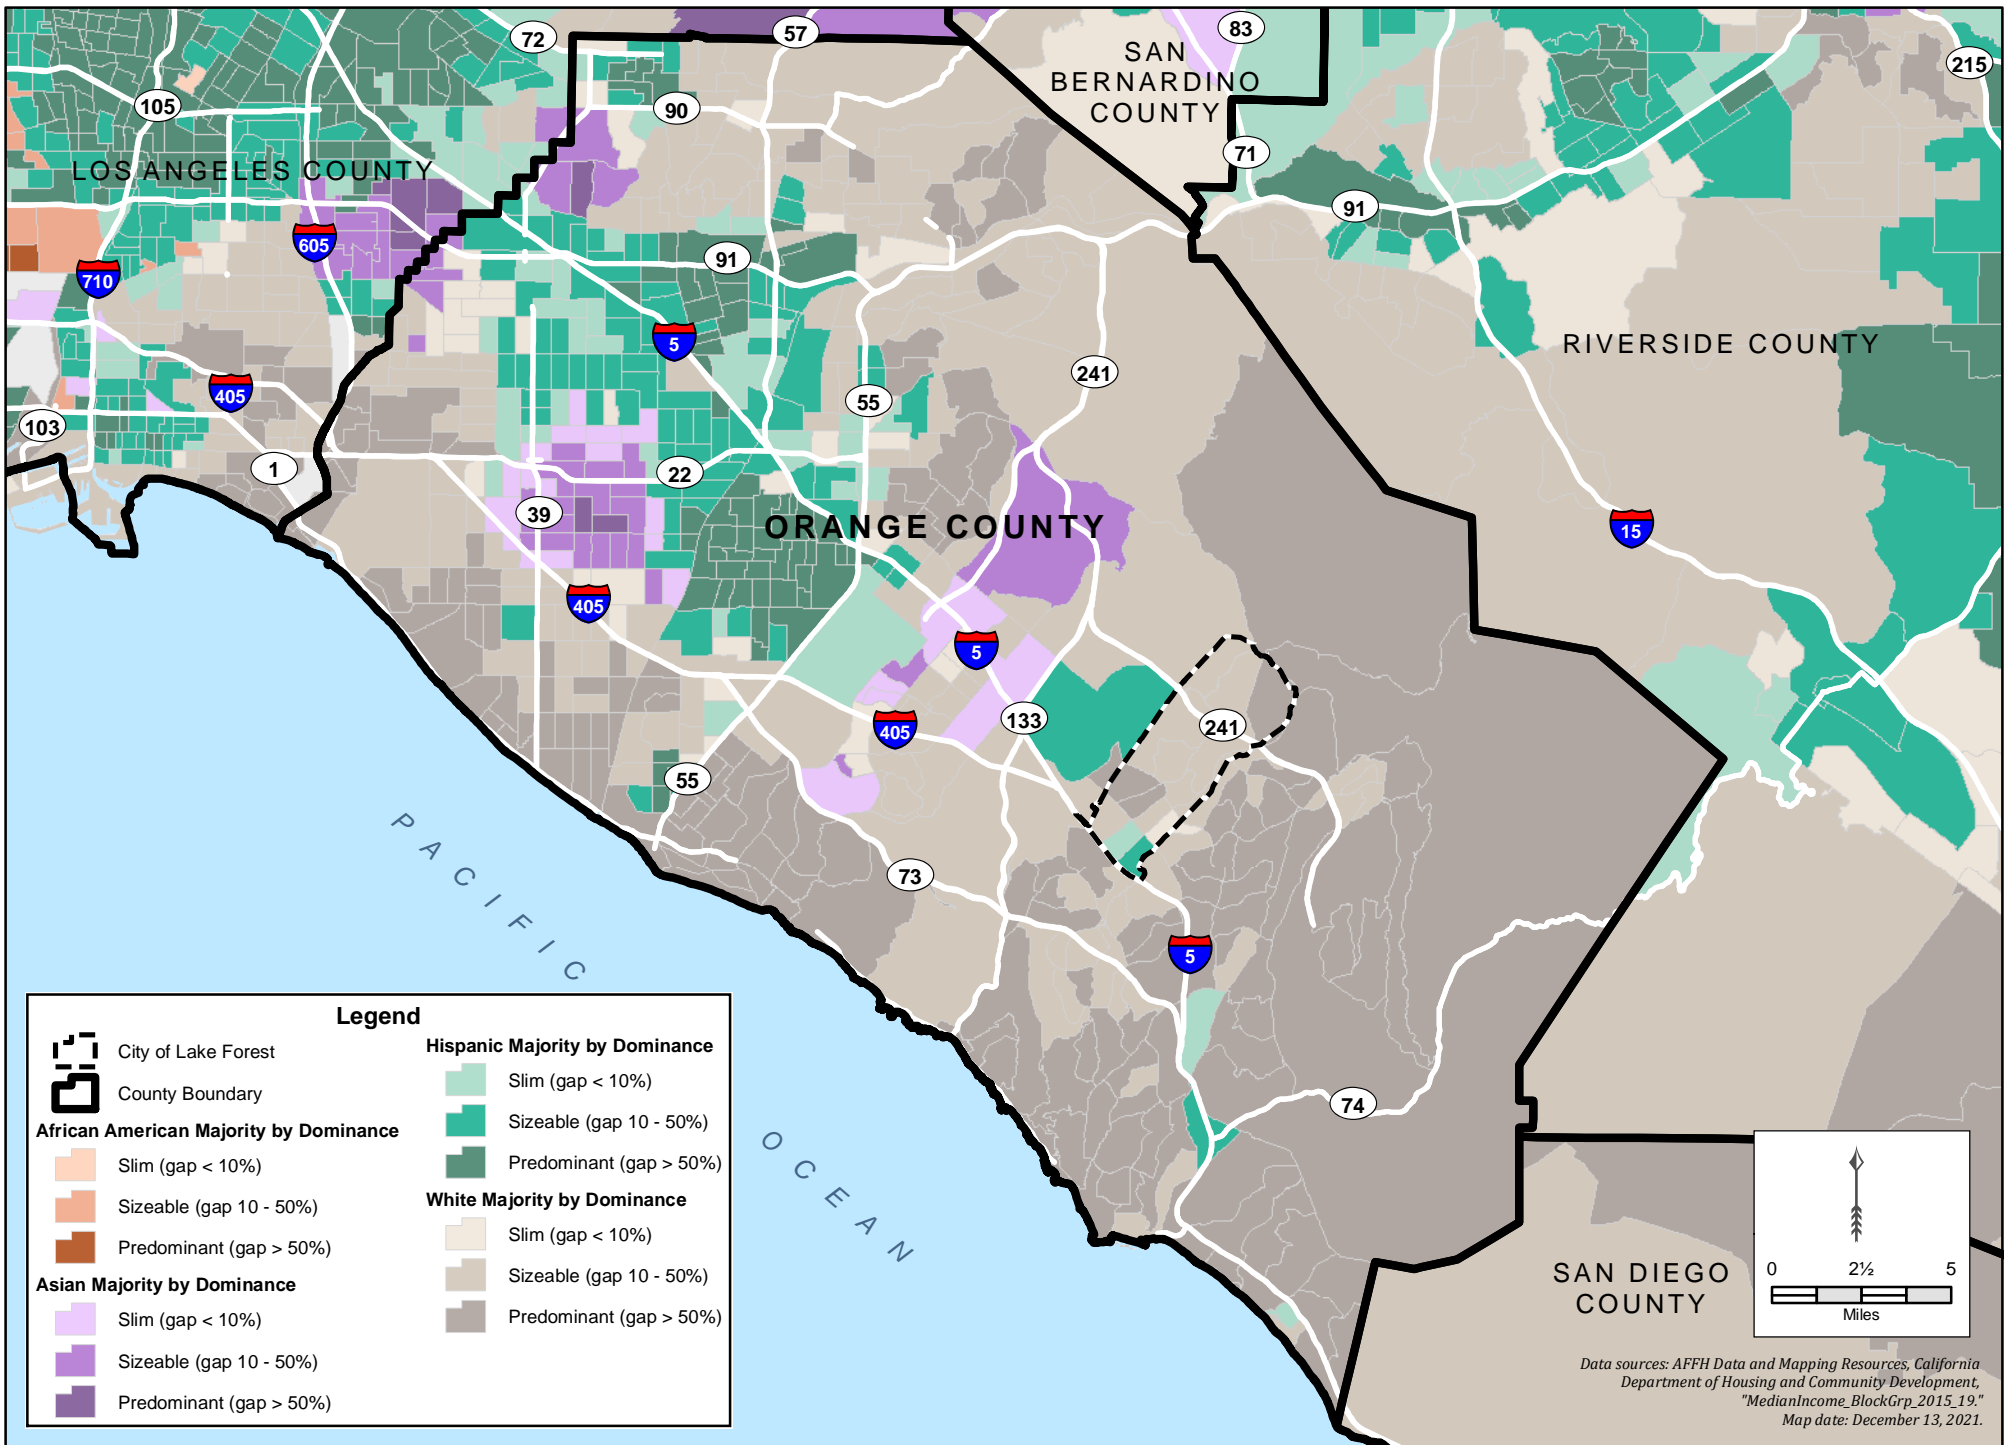 72
57
83
SAN
BERNARDINO
COUNTY
215
105
90
71
LOS ANGELES COUNTY
91
605
91
710
5
RIVERSIDE COUNTY
241
405
55
103
1
22
39
ORANGE COUNTY
15
405
5
133
241
405
55
73
5
74
PACIFIC
OCEAN
SAN DIEGO
COUNTY
Legend
City of Lake Forest
County Boundary
African American Majority by Dominance
Slim (gap < 10%)
Sizeable (gap 10 - 50%)
Predominant (gap > 50%)
Asian Majority by Dominance
Slim (gap < 10%)
Sizeable (gap 10 - 50%)
Predominant (gap > 50%)
Hispanic Majority by Dominance
Slim (gap < 10%)
Sizeable (gap 10 - 50%)
Predominant (gap > 50%)
White Majority by Dominance
Slim (gap < 10%)
Sizeable (gap 10 - 50%)
Predominant (gap > 50%)
0 2½ 5
Miles
Data sources: AFFH Data and Mapping Resources, California
Department of Housing and Community Development,
"MedianIncome_BlockGrp_2015_19."
Map date: December 13, 2021.